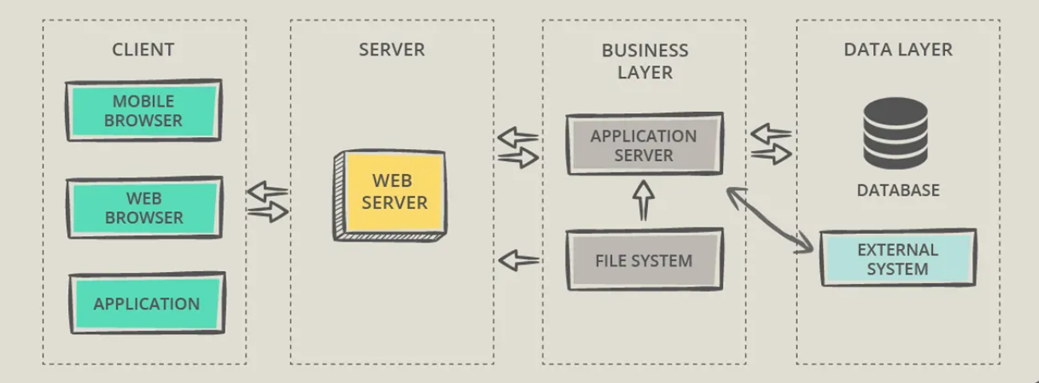 CLIENT
MOBILE
BROWSER
WEB
BROWSER
APPLICATION
SERVER
WEB
SERVER
BUSINESS
LAYER
APPLICATION
SERVER
FILE SYSTEM
DATA LAYER
DATABASE
EXTERNAL
SYSTEM